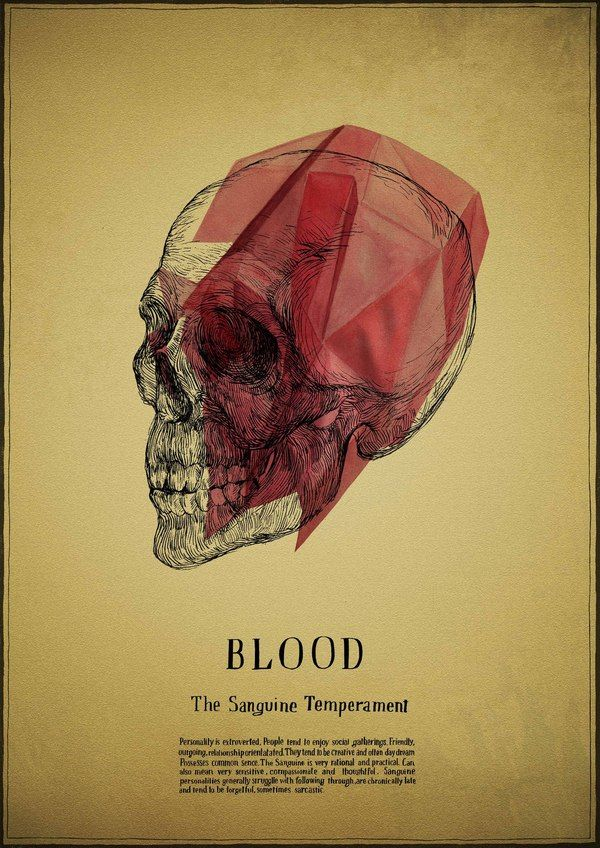 BLOOD
The Sanguine Temperament
Personality is extroverted, People tend to enjoy social gatherings. Friendly,
outgoing, relationship orientatated. They tend to be creative and often day dream
Possesses common sence. The Sanguine is very rational and practical. Can
also mean very sensitive, compassionate and thoughtful. Sanguine
personalities generally struggle with following through, are chronically late
and tend to be forgetful, sometimes sarcastic